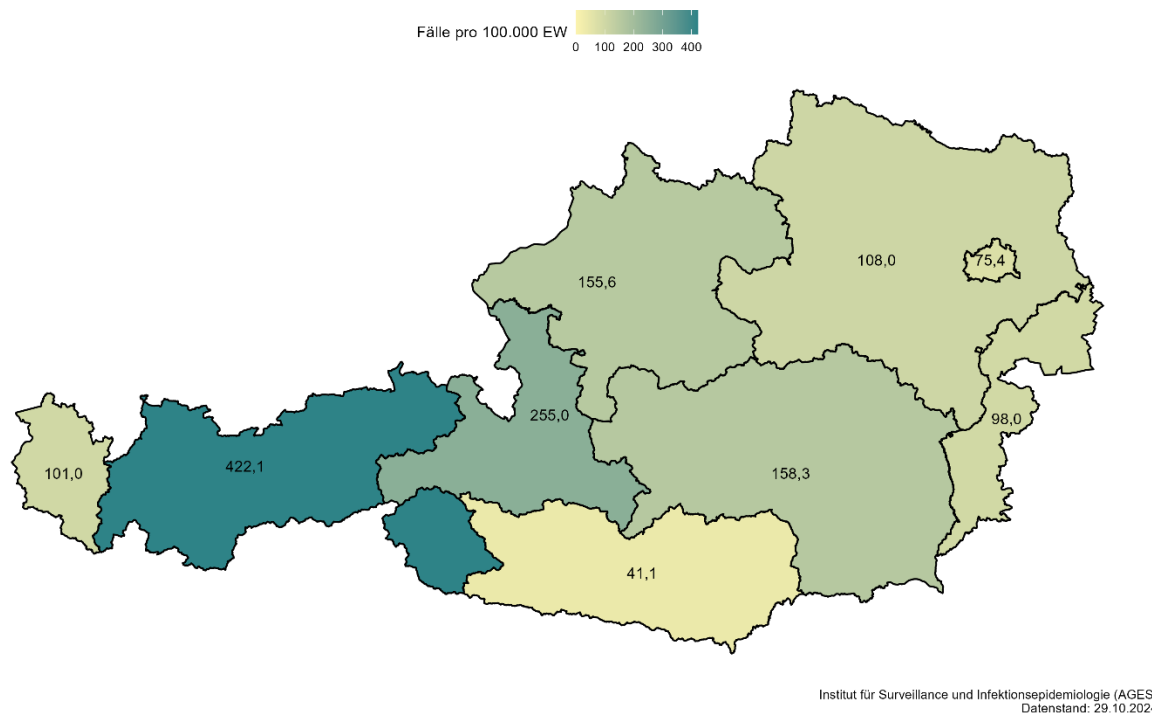 Fälle pro 100.000 EW
0 100 200 300 400
108,0
75,4
155,6
255,0
98,0
422,1
101,0
158,3
41,1
Institut für Surveillance und Infektionsepidemiologie (AGES
Datenstand: 29.10.2024